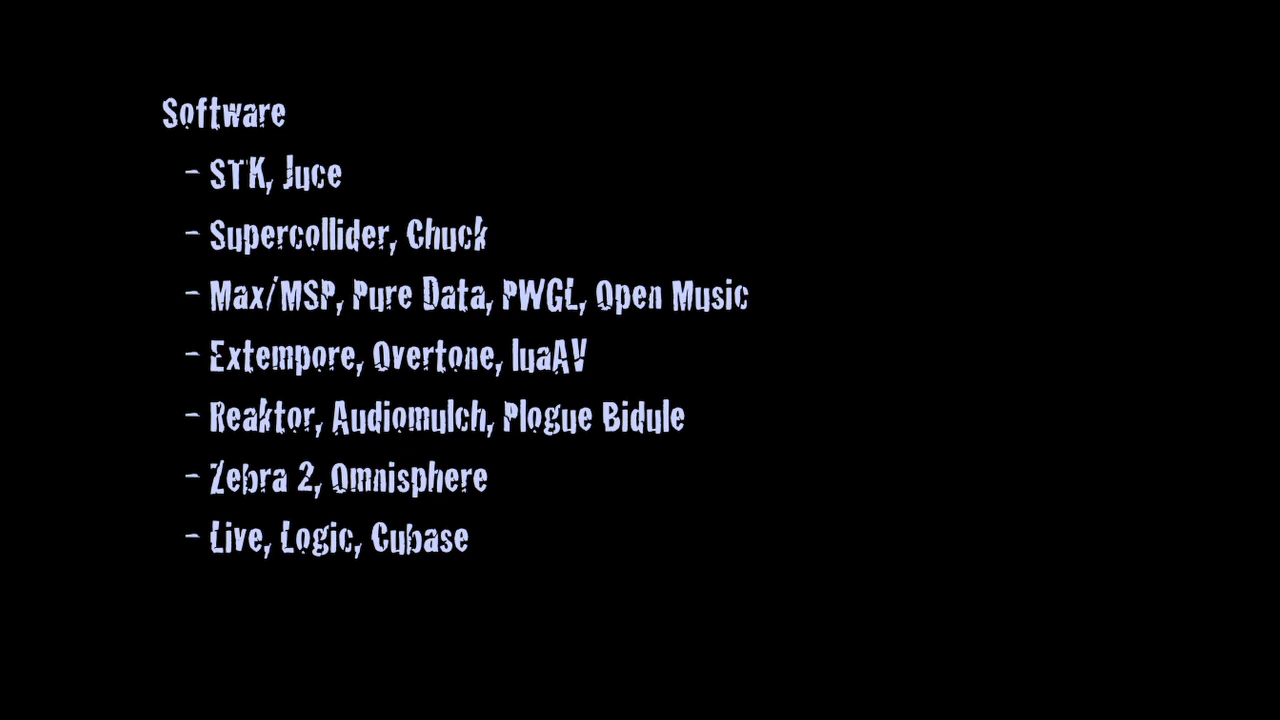 Software
- STK, Juce
- Supercollider, Chuck
- Max/MSP, Pure Data, PWGL, Open Music
- Extempore, Overtone, luaAV
- Reaktor, Audiomulch, Plogue Bidule
- Zebra 2, Omnisphere
- Live, Logic, Cubase